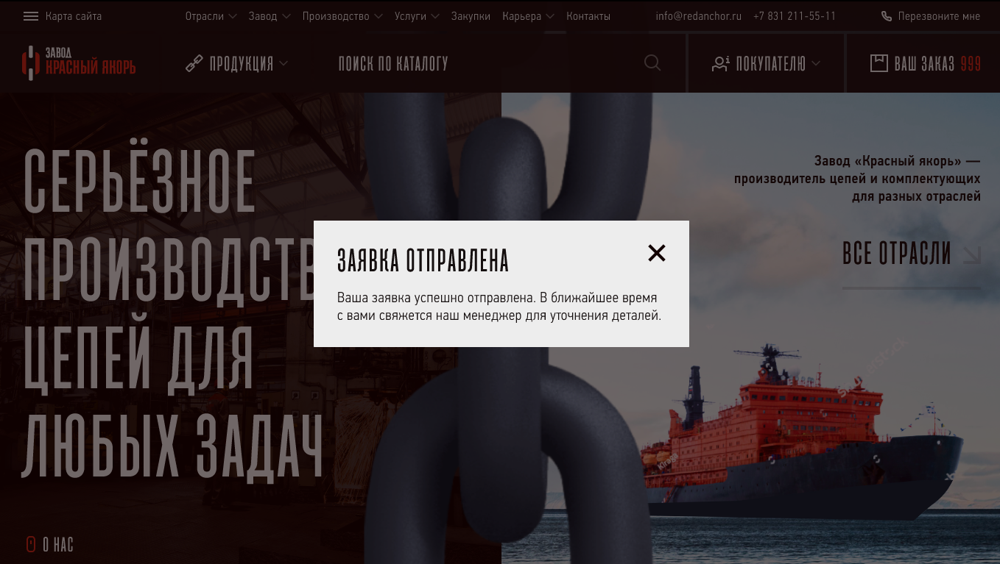 Карта сайта
Отрасли
Завод
Производство
Услуги
Закупки
Карьера
Контакты
info@redanchor.ru
+7 831 211-55-11
Перезвоните мне
ЗАВОД
КРАСНЫЙ ЯКОРЬ
ПРОДУКЦИЯ
ПОИСК ПО КАТАЛОГУ
ПОКУПАТЕЛЮ
ВАШ ЗАКАЗ 999
СЕРЬЁЗНОЕ
ПРОИЗВОДСТВ
ЦЕПЕЙ ДЛЯ
ЛЮБЫХ ЗАДАЧ
Завод «Красный якорь» —
производитель цепей и комплектующих
для разных отраслей
ВСЕ ОТРАСЛИ
ЗАЯВКА ОТПРАВЛЕНА
Ваша заявка успешно отправлена. В ближайшее время
с вами свяжется наш менеджер для уточнения деталей.
Kiraga
О НАС